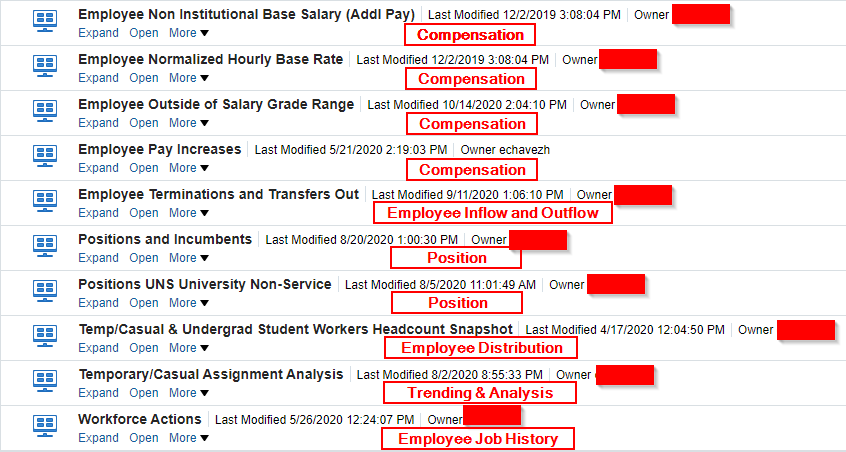 Employee Non Institutional Base Salary (Addl Pay) Last Modified 12/2/2019 3:08:04 PM Owner
Expand Open More
Compensation
Employee Normalized Hourly Base Rate Last Modified 12/2/2019 3:08:04 PM Owner
Expand Open More
Compensation
Employee Outside of Salary Grade Range Last Modified 10/14/2020 2:04:10 PM Owner
Expand Open More
Compensation
Employee Pay Increases Last Modified 5/21/2020 2:19:03 PM Owner echavezh
Expand Open More
Compensation
Employee Terminations and Transfers Out Last Modified 9/11/2020 1:06:10 PM Owner
Expand Open More
Employee Inflow and Outflow
Positions and Incumbents Last Modified 8/20/2020 1:00:30 PM Owner
Expand Open More
Position
Positions UNS University Non-Service Last Modified 8/5/2020 11:01:49 AM Owner
Expand Open More
Position
Temp/Casual & Undergrad Student Workers Headcount Snapshot Last Modified 4/17/2020 12:04:50 PM Owner
Expand Open More
Employee Distribution
Temporary/Casual Assignment Analysis Last Modified 8/2/2020 8:55:33 PM Owner
Expand Open More
Trending & Analysis
Workforce Actions Last Modified 5/26/2020 12:24:07 PM Owner
Expand Open More
Employee Job History